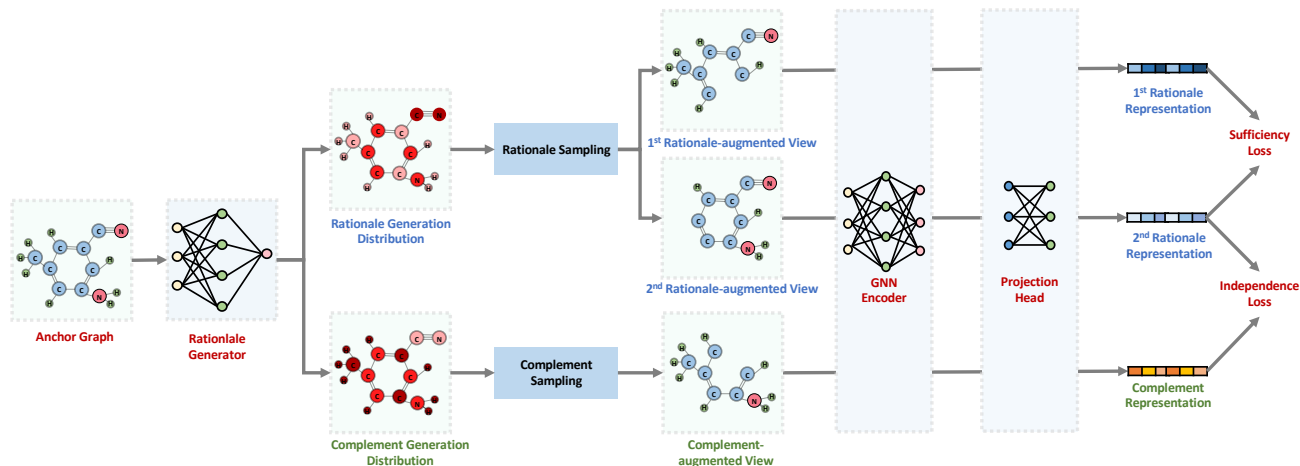 Anchor Graph
Rationlale
Generator
Rationale Generation
Distribution
Complement Generation
Distribution
Rationale Sampling
Complement
Sampling
1st Rationale-augmented View
2nd Rationale-augmented View
Complement-
augmented View
GNN
Encoder
Projection
Head
1st Rationale
Representation
2nd Rationale
Representation
Complement
Representation
Sufficiency
Loss
Independence
Loss